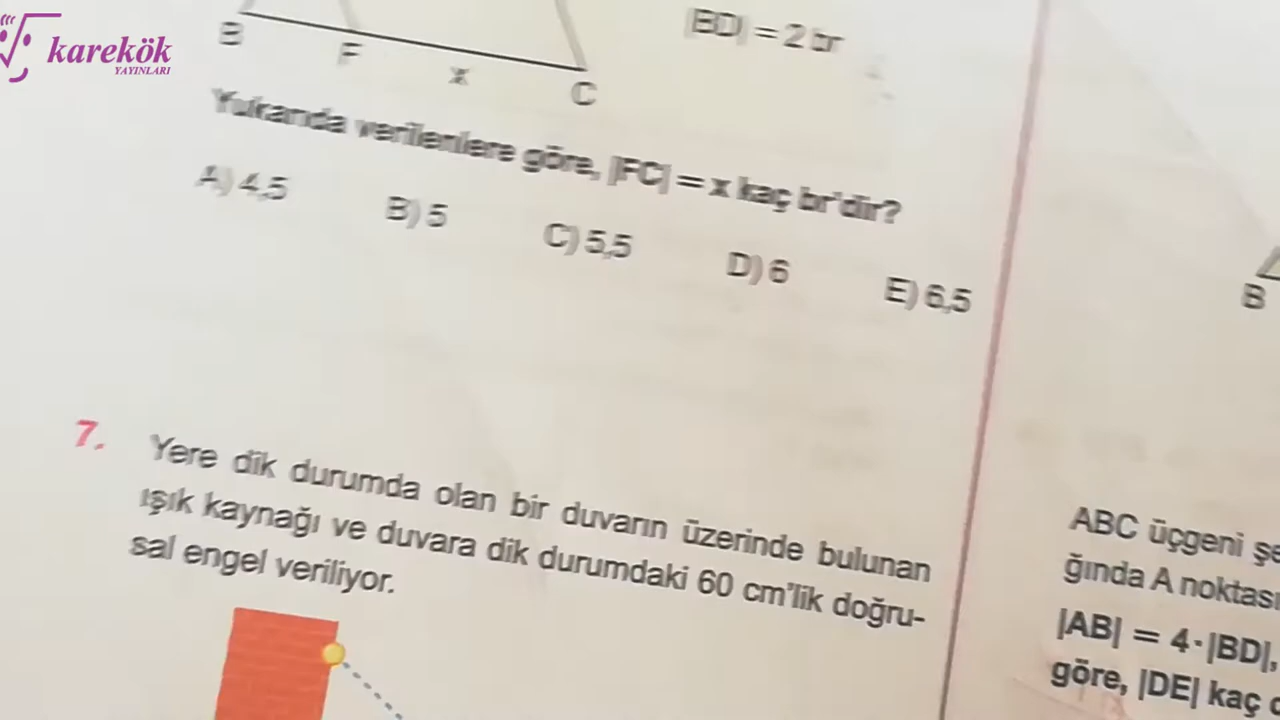 karekök
YAYINLARI
B
F
x
C
|BD| = 2 br
Yukarıda verilenlere göre, |FC| = x kaç br'dir?
A) 4,5
B) 5
C) 5,5
D) 6
E) 6,5
7.
Yere dik durumda olan bir duvarın üzerinde bulunan
ışık kaynağı ve duvara dik durumdaki 60 cm'lik doğru-
sal engel veriliyor.
B
ABC üçgeni şe
ğında A noktası
|AB| = 4·|BD|,
göre, |DE| kaç